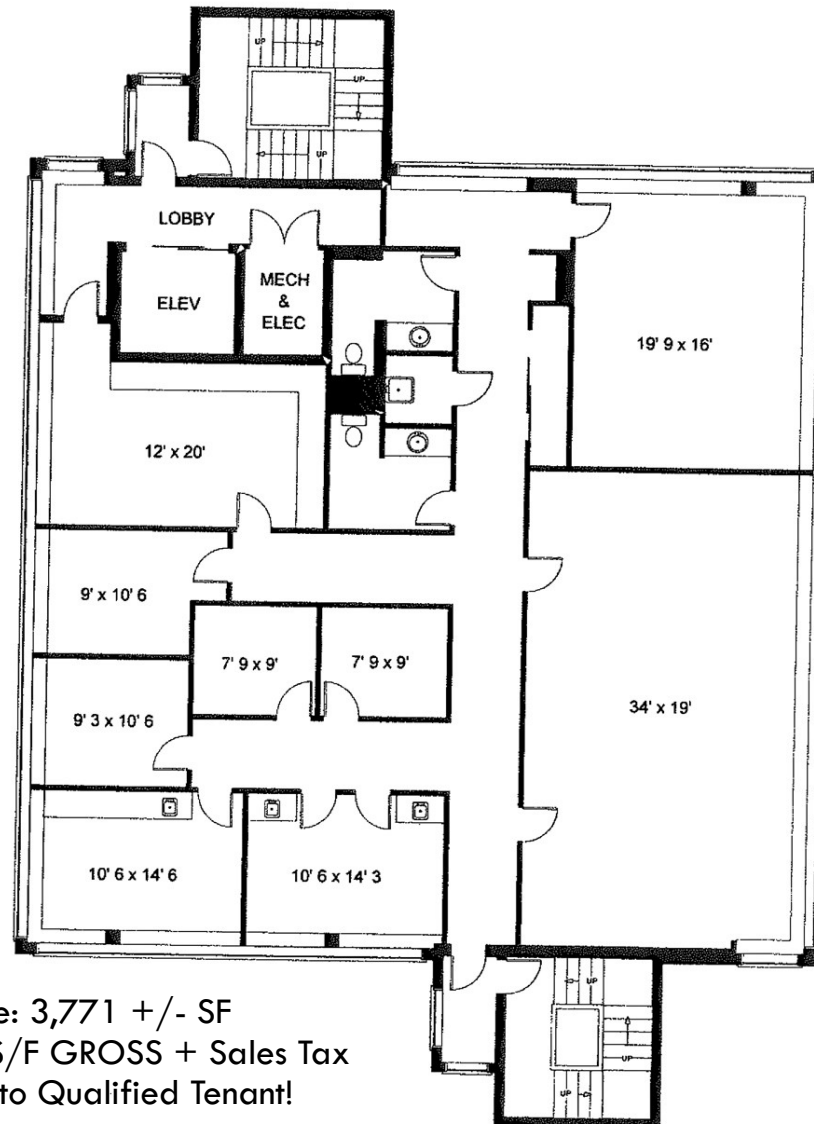 UP
UP
UP
LOBBY
ELEV
MECH
&
ELEC
19' 9 x 16'
12' x 20'
9' x 10' 6
7' 9 x 9'
7' 9 x 9'
9' 3 x 10' 6
34' x 19'
10' 6 x 14' 6
10' 6 x 14' 3
UP
UP
UP
e: 3,771 +/- SF
S/F GROSS + Sales Tax
to Qualified Tenant!